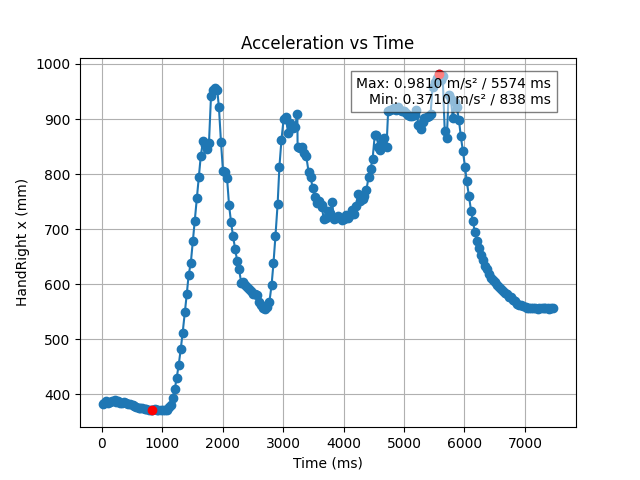 Acceleration vs Time
Max: 0.9810 m/s² / 5574 ms
Min: 0.3710 m/s² / 838 ms
HandRight x (mm)
1000
900
800
700
600
500
400
0 1000 2000 3000 4000 5000 6000 7000
Time (ms)